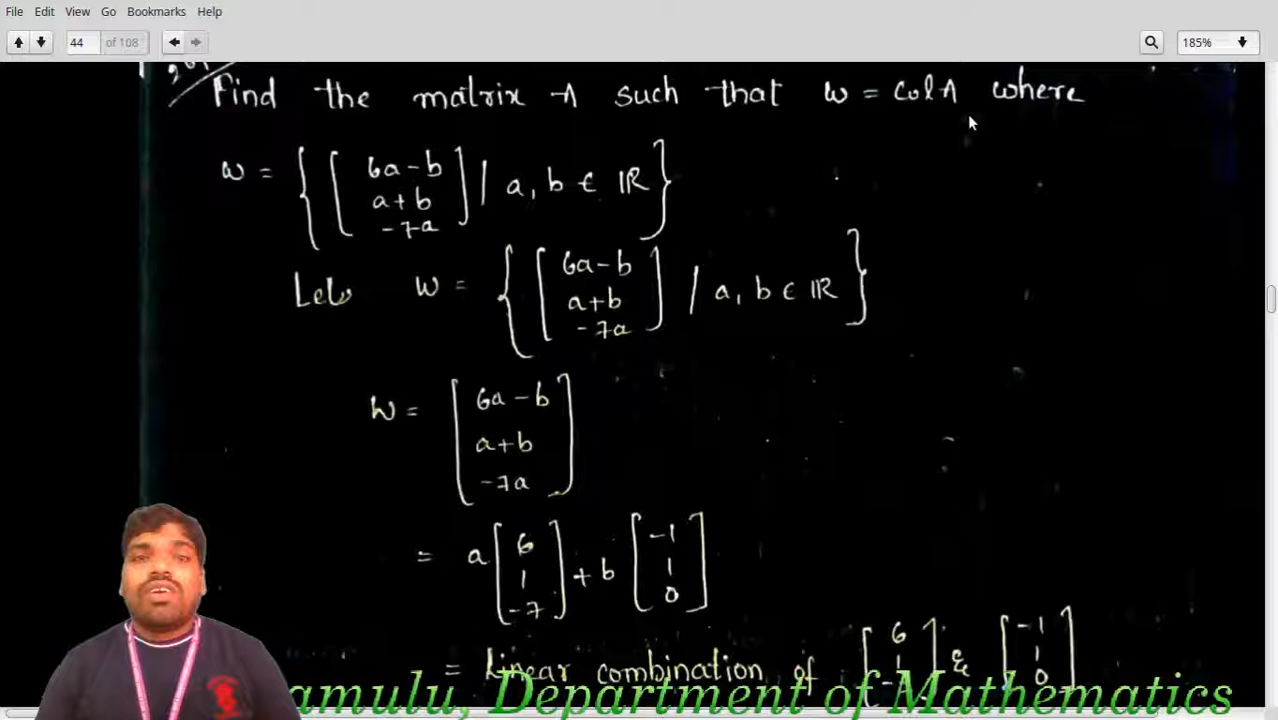 File Edit View Go Bookmarks Help
44 of 108 185%
Find the matrix A such that W = Col A where
W = { [ 6a-b
a+b
-7a ] | a, b ∈ IR }
Let W = { [ 6a-b
a+b
-7a ] / a, b ∈ IR }
W = [ 6a-b
a+b
-7a ]
= a [ 6
1
-7 ] + b [ -1
1
0 ]
= linear combination of [ 6
1
-7 ] & [ -1
1
0 ]
amulu, Department of Mathematics